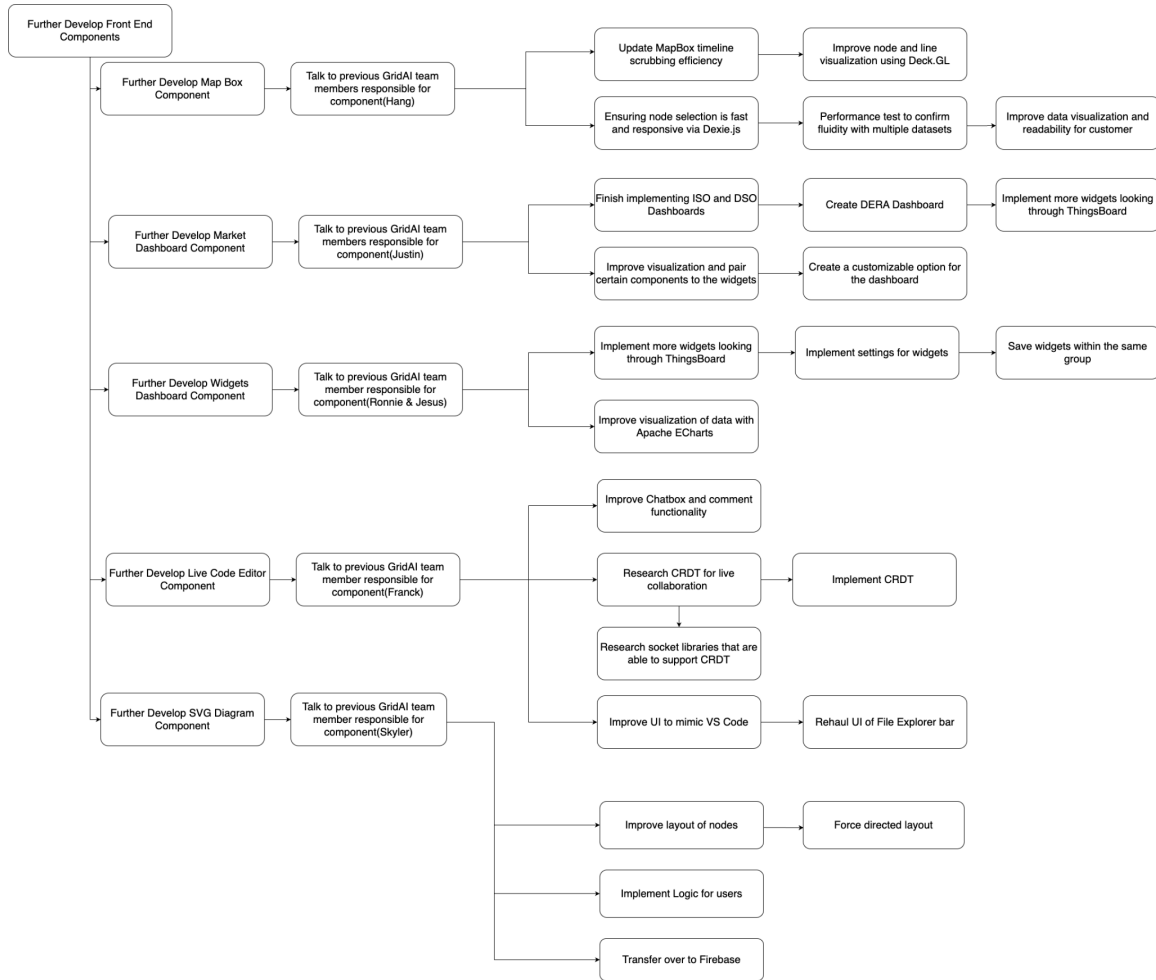 Further Develop Front End
Components
Further Develop Map Box
Component
Talk to previous GridAI team
members responsible for
component(Hang)
Update MapBox timeline
scrubbing efficiency
Improve node and line
visualization using Deck.GL
Ensuring node selection is fast
and responsive via Dexie.js
Performance test to confirm
fluidity with multiple datasets
Improve data visualization and
readability for customer
Further Develop Market
Dashboard Component
Talk to previous GridAI team
members responsible for
component(Justin)
Finish implementing ISO and DSO
Dashboards
Create DERA Dashboard
Implement more widgets looking
through ThingsBoard
Improve visualization and pair
certain components to the widgets
Create a customizable option for
the dashboard
Further Develop Widgets
Dashboard Component
Talk to previous GridAI team
member responsible for
component(Ronnie & Jesus)
Implement more widgets looking
through ThingsBoard
Implement settings for widgets
Save widgets within the same
group
Improve visualization of data with
Apache ECharts
Further Develop Live Code Editor
Component
Talk to previous GridAI team
member responsible for
component(Franck)
Improve Chatbox and comment
functionality
Research CRDT for live
collaboration
Implement CRDT
Research socket libraries that are
able to support CRDT
Improve UI to mimic VS Code
Rehaul UI of File Explorer bar
Further Develop SVG Diagram
Component
Talk to previous GridAI team
member responsible for
component(Skyler)
Improve layout of nodes
Force directed layout
Implement Logic for users
Transfer over to Firebase